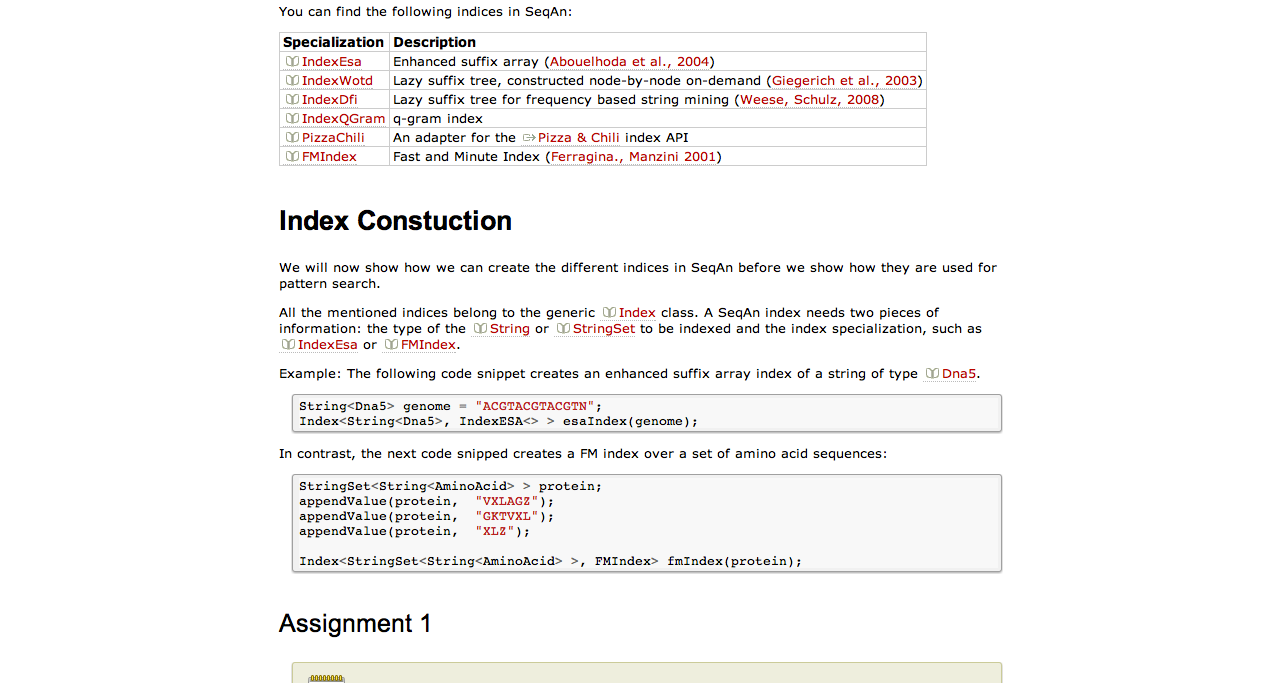 You can find the following indices in SeqAn:
Specialization Description
IndexEsa Enhanced suffix array (Abouelhoda et al., 2004)
IndexWotd Lazy suffix tree, constructed node-by-node on-demand (Giegerich et al., 2003)
IndexDfi Lazy suffix tree for frequency based string mining (Weese, Schulz, 2008)
IndexQGram q-gram index
PizzaChili An adapter for the Pizza & Chili index API
FMIndex Fast and Minute Index (Ferragina., Manzini 2001)
Index Constuction
We will now show how we can create the different indices in SeqAn before we show how they are used for
pattern search.
All the mentioned indices belong to the generic Index class. A SeqAn index needs two pieces of
information: the type of the String or StringSet to be indexed and the index specialization, such as
IndexEsa or FMIndex.
Example: The following code snippet creates an enhanced suffix array index of a string of type Dna5.
String<Dna5> genome = "ACGTACGTACGTN";
Index<String<Dna5>, IndexESA<> > esaIndex(genome);
In contrast, the next code snipped creates a FM index over a set of amino acid sequences:
StringSet<String<AminoAcid> > protein;
appendValue(protein, "VXLAGZ");
appendValue(protein, "GKTVXL");
appendValue(protein, "XLZ");
Index<StringSet<String<AminoAcid> >, FMIndex> fmIndex(protein);
Assignment 1